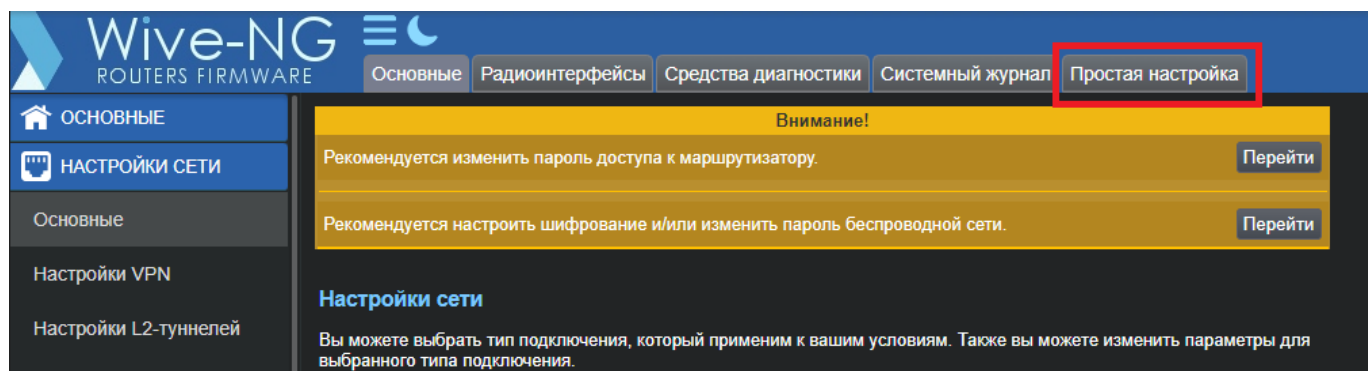 Wive-NG
ROUTERS FIRMWARE
Основные Радиоинтерфейсы Средства диагностики Системный журнал Простая настройка
ОСНОВНЫЕ
НАСТРОЙКИ СЕТИ
Основные
Настройки VPN
Настройки L2-туннелей
Внимание!
Рекомендуется изменить пароль доступа к маршрутизатору. Перейти
Рекомендуется настроить шифрование и/или изменить пароль беспроводной сети. Перейти
Настройки сети
Вы можете выбрать тип подключения, который применим к вашим условиям. Также вы можете изменить параметры для
выбранного типа подключения.